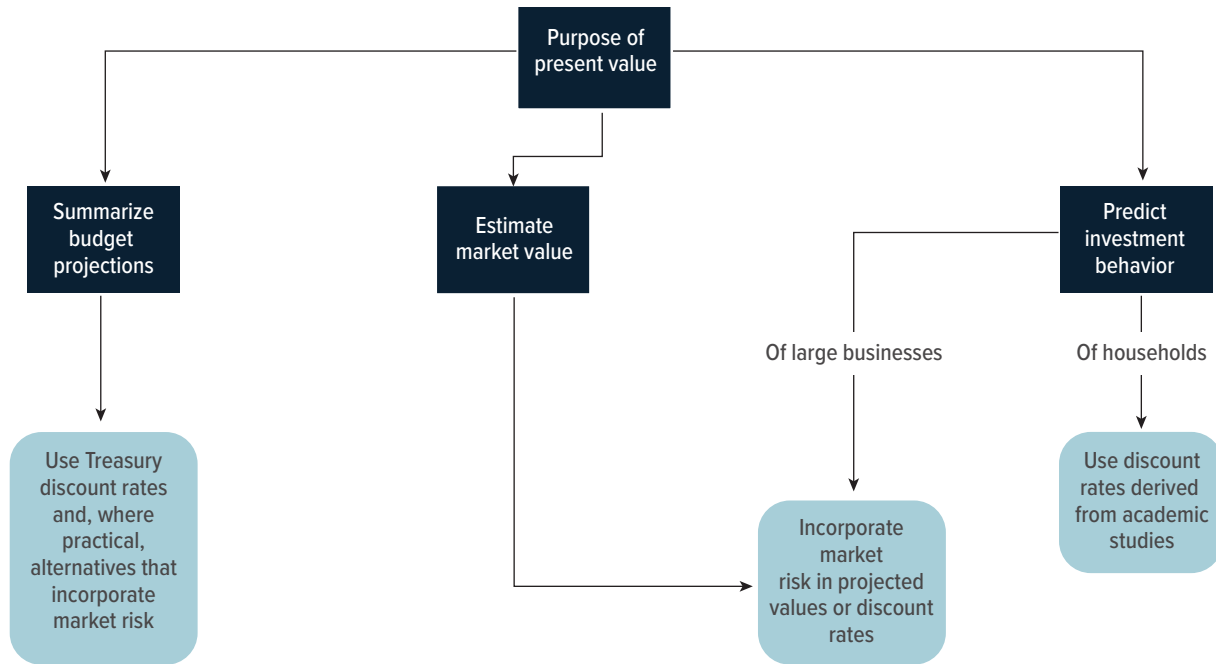 Purpose of
present value
Summarize
budget
projections
Estimate
market value
Predict
investment
behavior
Of large businesses
Of households
Use Treasury
discount rates
and, where
practical,
alternatives that
incorporate
market risk
Incorporate
market
risk in projected
values or discount
rates
Use discount
rates derived
from academic
studies